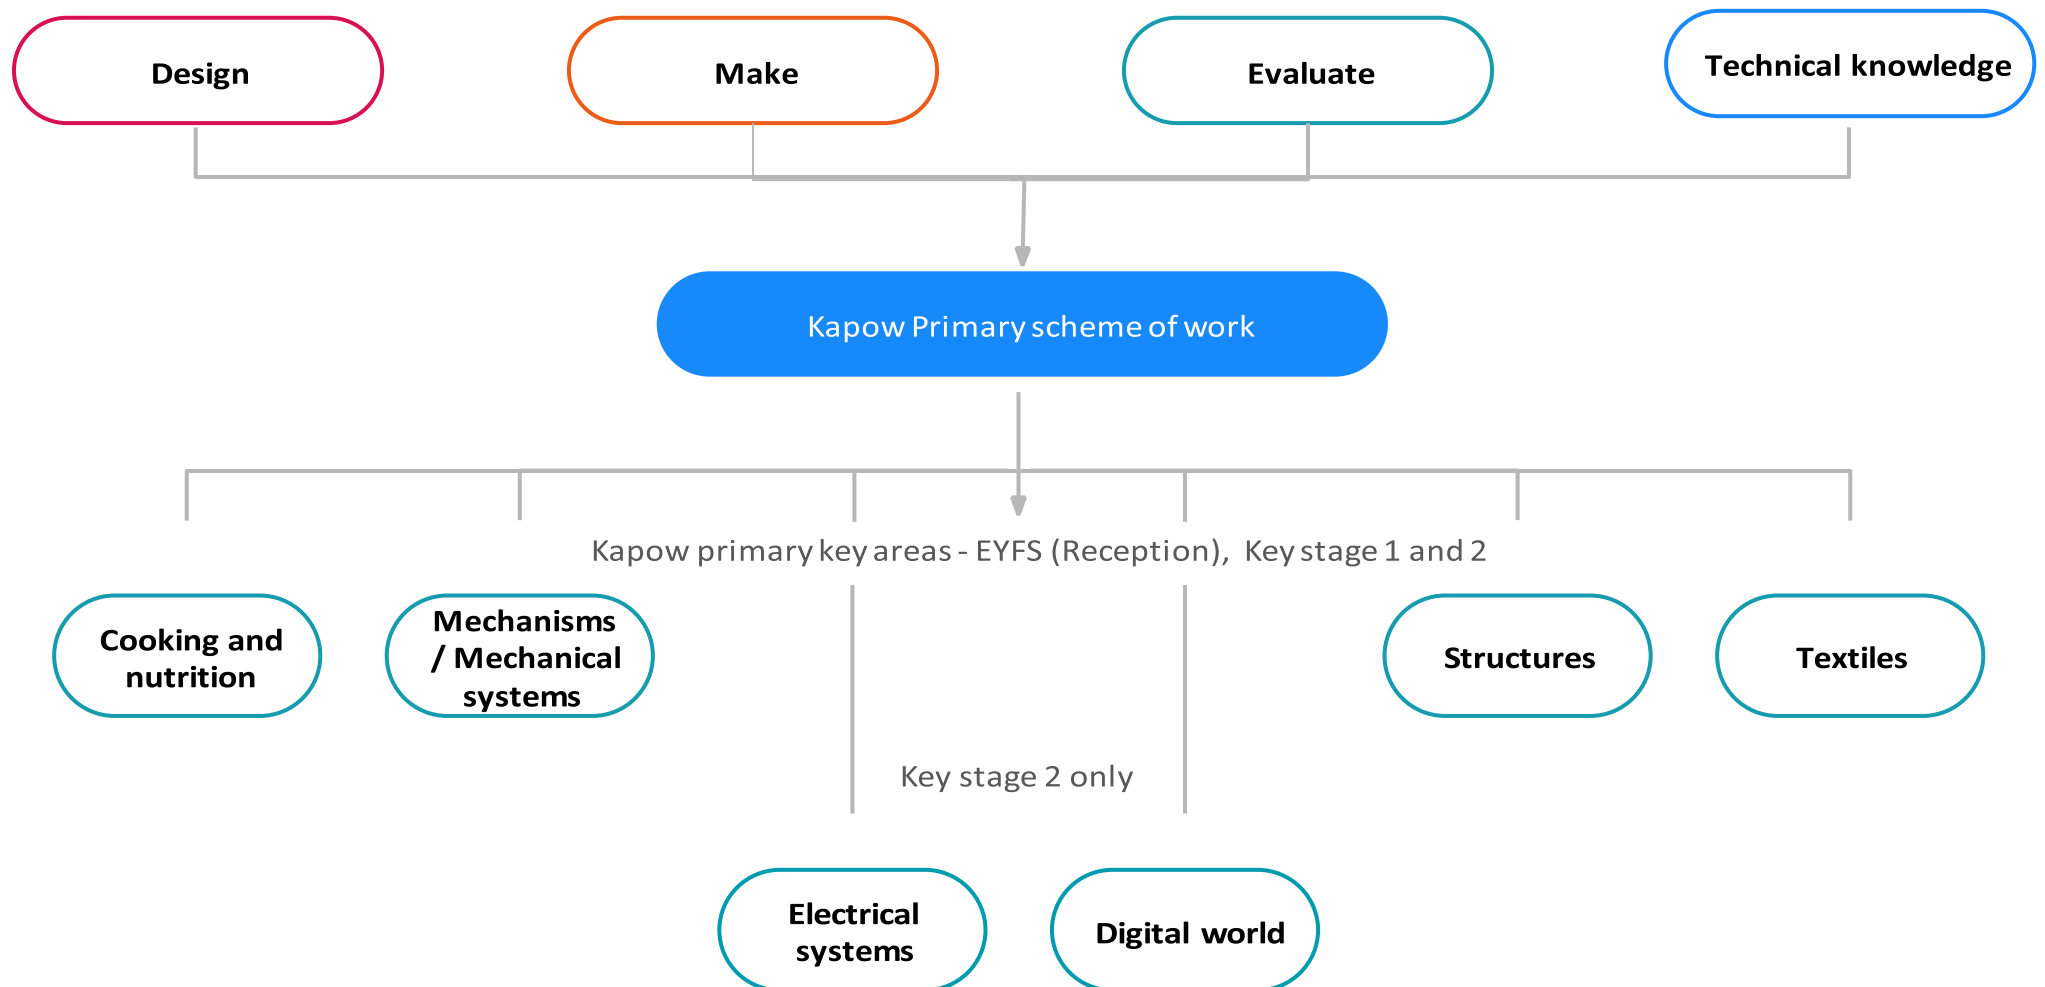 Design
Make
Evaluate
Technical knowledge
Kapow Primary scheme of work
Kapow primary key areas - EYFS (Reception), Key stage 1 and 2
Cooking and
nutrition
Mechanisms
/ Mechanical
systems
Structures
Textiles
Key stage 2 only
Electrical
systems
Digital world